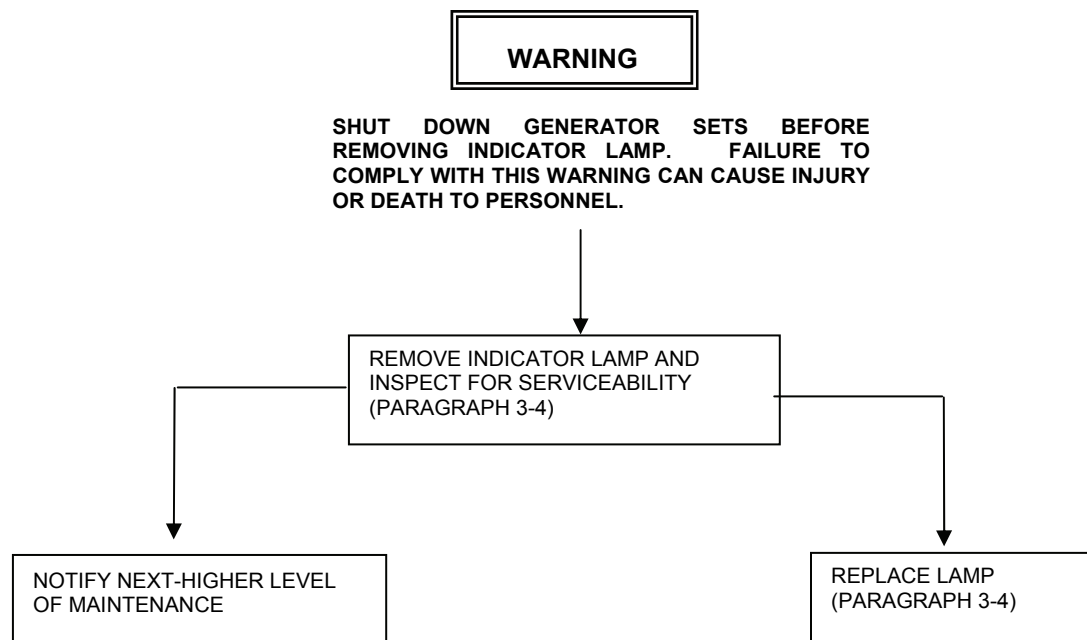 WARNING
SHUT DOWN GENERATOR SETS BEFORE
REMOVING INDICATOR LAMP. FAILURE TO
COMPLY WITH THIS WARNING CAN CAUSE INJURY
OR DEATH TO PERSONNEL.
REMOVE INDICATOR LAMP AND
INSPECT FOR SERVICEABILITY
(PARAGRAPH 3-4)
NOTIFY NEXT-HIGHER LEVEL
OF MAINTENANCE
REPLACE LAMP
(PARAGRAPH 3-4)